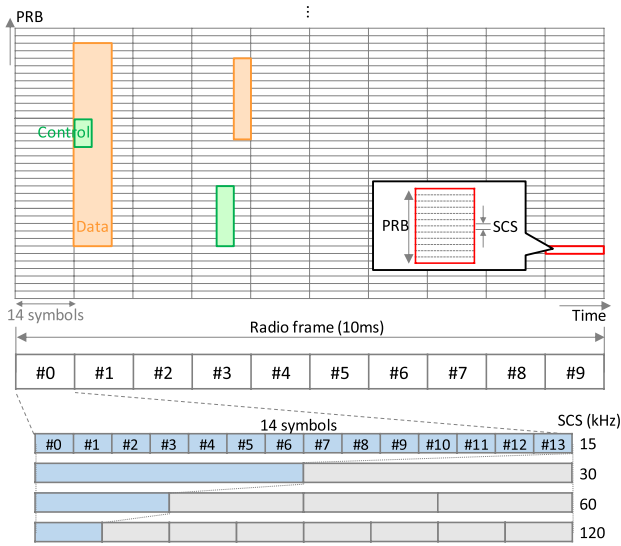 PRB
⋮
Control
Data
PRB
SCS
14 symbols
Time
Radio frame (10ms)
#0 #1 #2 #3 #4 #5 #6 #7 #8 #9
14 symbols
SCS (kHz)
#0 #1 #2 #3 #4 #5 #6 #7 #8 #9 #10 #11 #12 #13 15
30
60
120